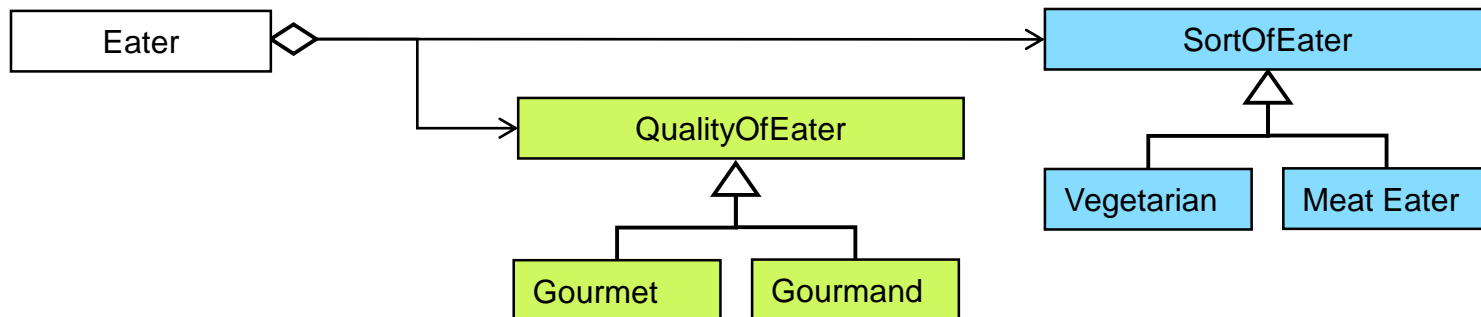 Eater
SortOfEater
QualityOfEater
Vegetarian
Meat Eater
Gourmet
Gourmand